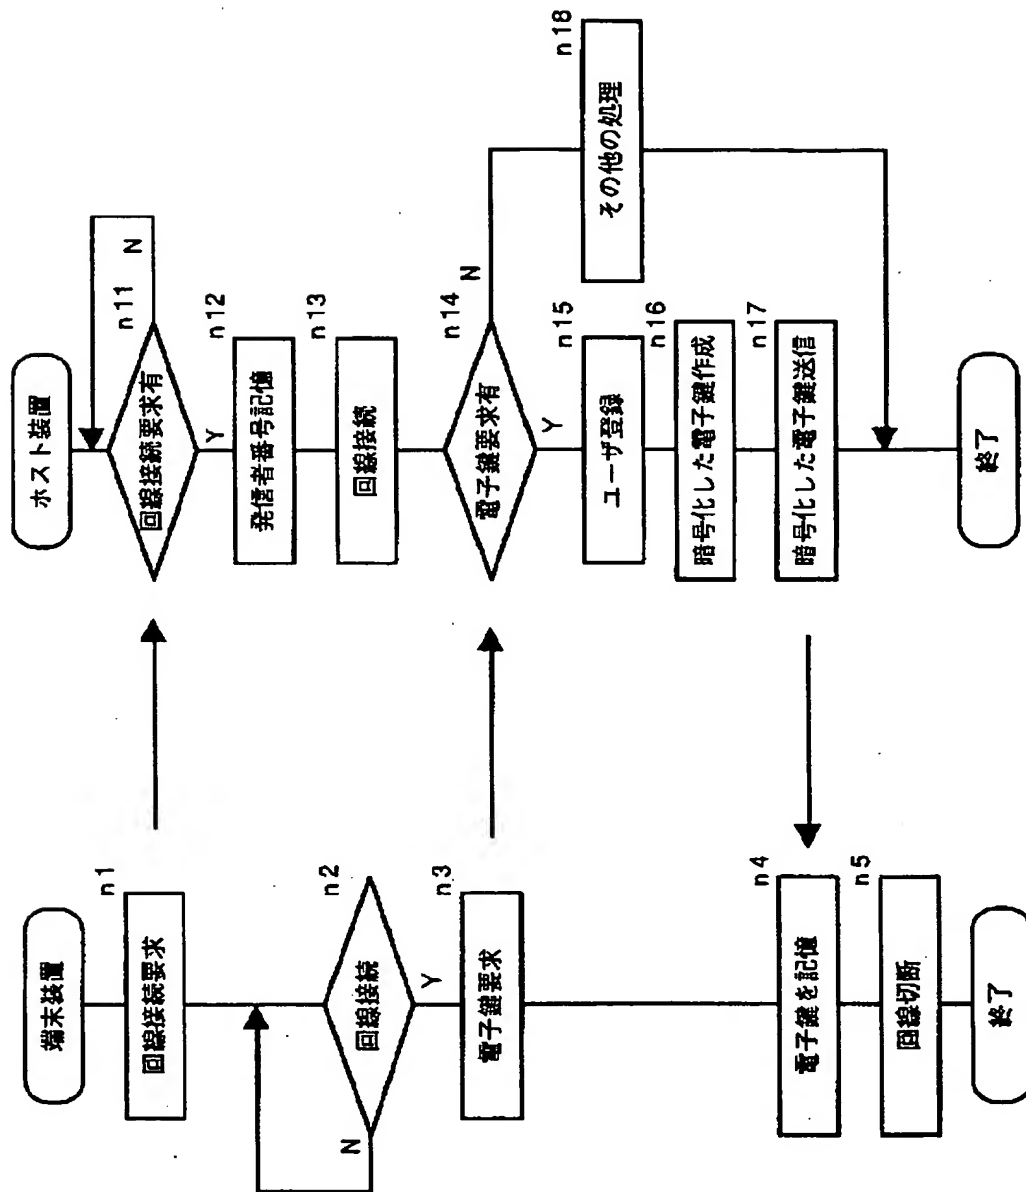 端末装置
n1
回線接続要求
n2
回線接続
N
Y
n3
電子鍵要求
n4
電子鍵を記憶
n5
回線切断
終了
ホスト装置
n11
回線接続要求有
N
Y
n12
発信者番号記憶
n13
回線接続
n14
電子鍵要求有
N
Y
n15
ユーザ登録
n16
暗号化した電子鍵作成
n17
暗号化した電子鍵送信
n18
その他の処理
終了